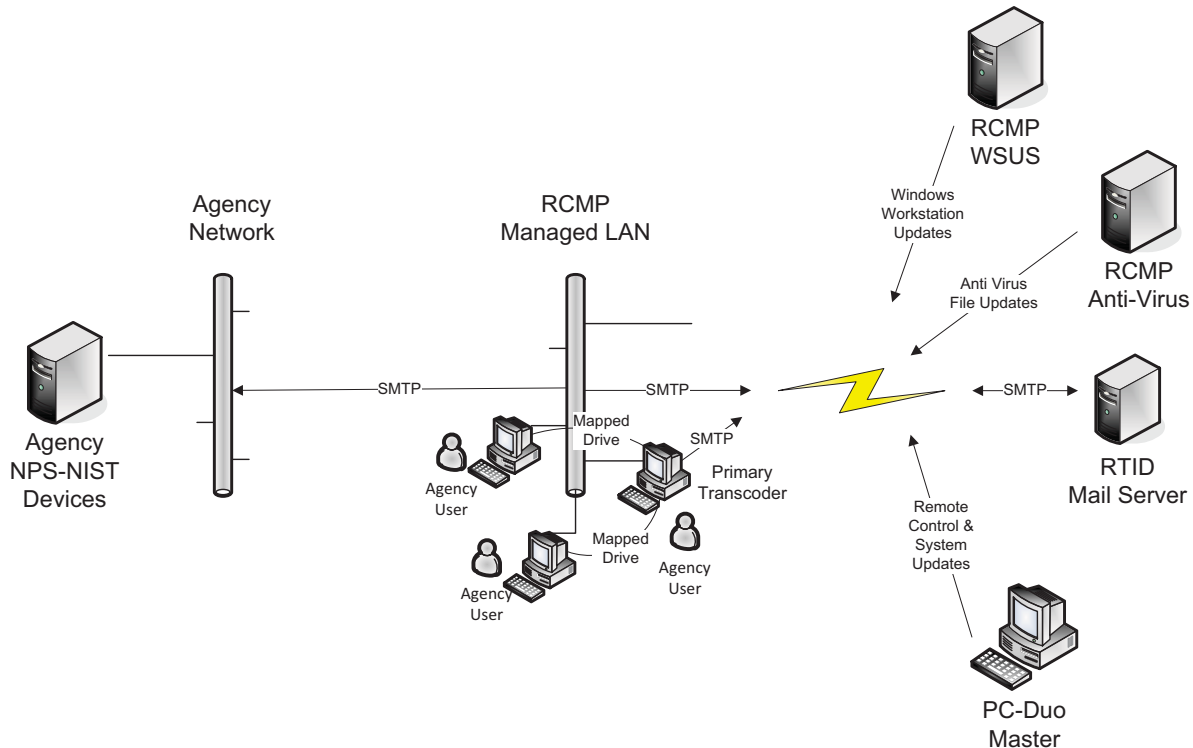 RCMP
WSUS
Windows
Workstation
Updates
RCMP
Anti-Virus
Anti Virus
File Updates
Agency
Network
RCMP
Managed LAN
Agency
NPS-NIST
Devices
SMTP
SMTP
SMTP
RTID
Mail Server
Mapped
Drive
SMTP
Primary
Transcoder
Agency
User
Mapped
Drive
Agency
User
Agency
User
Remote
Control &
System
Updates
PC-Duo
Master